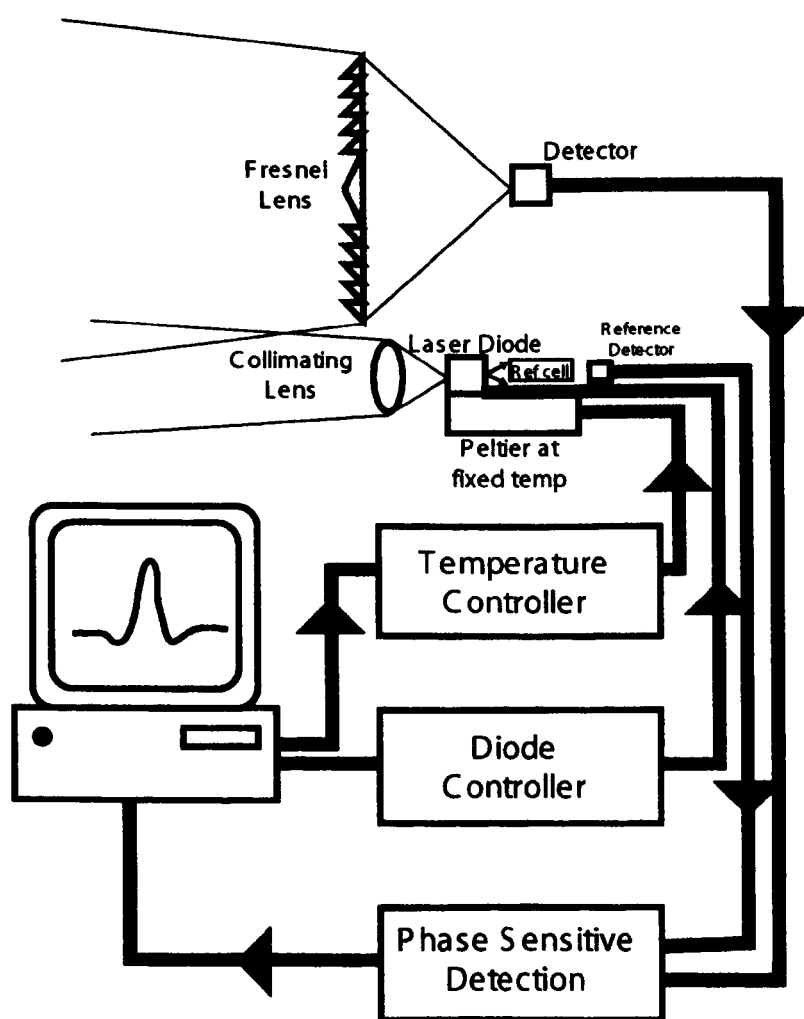 Detector
Fresnel
Lens
Reference
Detector
Laser Diode
Collimating
Lens
Ref cell
Peltier at
fixed temp
Temperature
Controller
Diode
Controller
Phase Sensitive
Detection